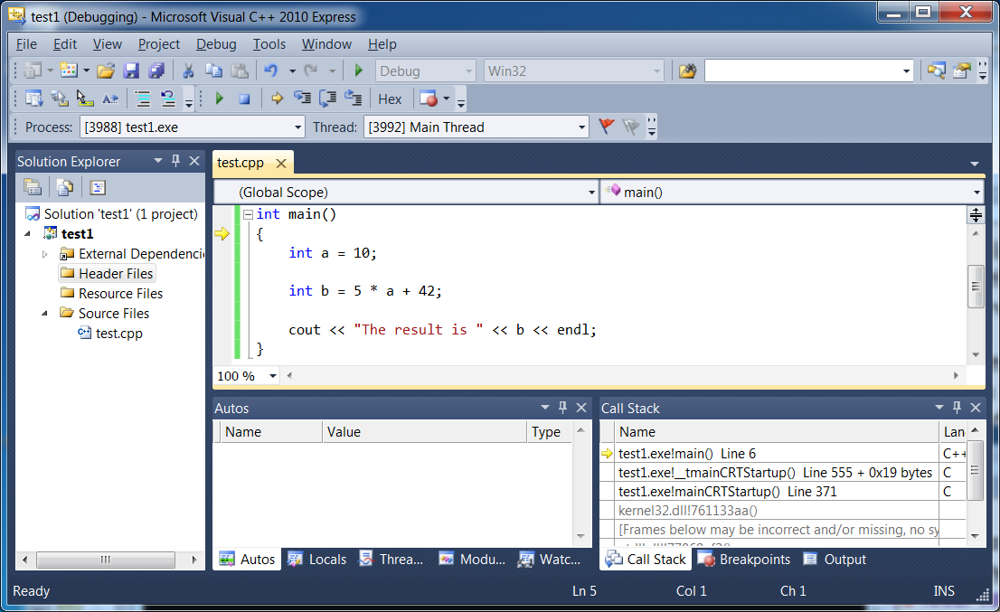 test1 (Debugging) - Microsoft Visual C++ 2010 Express
File Edit View Project Debug Tools Window Help
Debug Win32
Hex
Process: [3988] test1.exe Thread: [3992] Main Thread
Solution Explorer
Solution 'test1' (1 project)
test1
External Dependencie
Header Files
Resource Files
Source Files
test.cpp
test.cpp
(Global Scope) main()
int main()
{
int a = 10;
int b = 5 * a + 42;
cout << "The result is " << b << endl;
}
100 %
Autos
Name Value Type
Autos Locals Threa... Modu... Watc...
Call Stack
Name Lan
test1.exe!main() Line 6 C++
test1.exe!__tmainCRTStartup() Line 555 + 0x19 bytes C
test1.exe!mainCRTStartup() Line 371 C
kernel32.dll!761133aa()
[Frames below may be incorrect and/or missing, no sy
Call Stack Breakpoints Output
Ready Ln 5 Col 1 Ch 1 INS